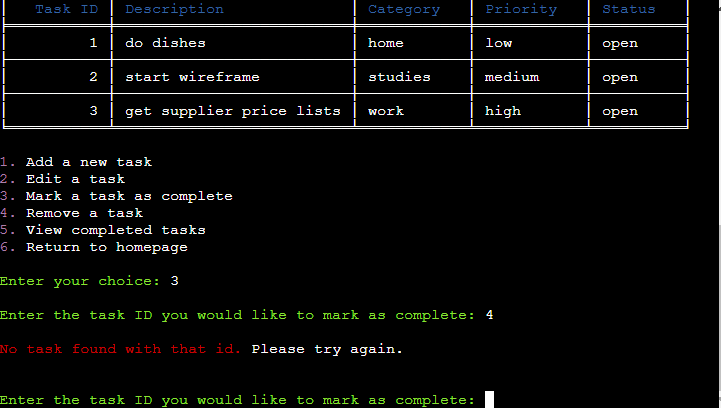 Task ID Description Category Priority Status
1 do dishes home low open
2 start wireframe studies medium open
3 get supplier price lists work high open
1. Add a new task
2. Edit a task
3. Mark a task as complete
4. Remove a task
5. View completed tasks
6. Return to homepage
Enter your choice: 3
Enter the task ID you would like to mark as complete: 4
No task found with that id. Please try again.
Enter the task ID you would like to mark as complete: